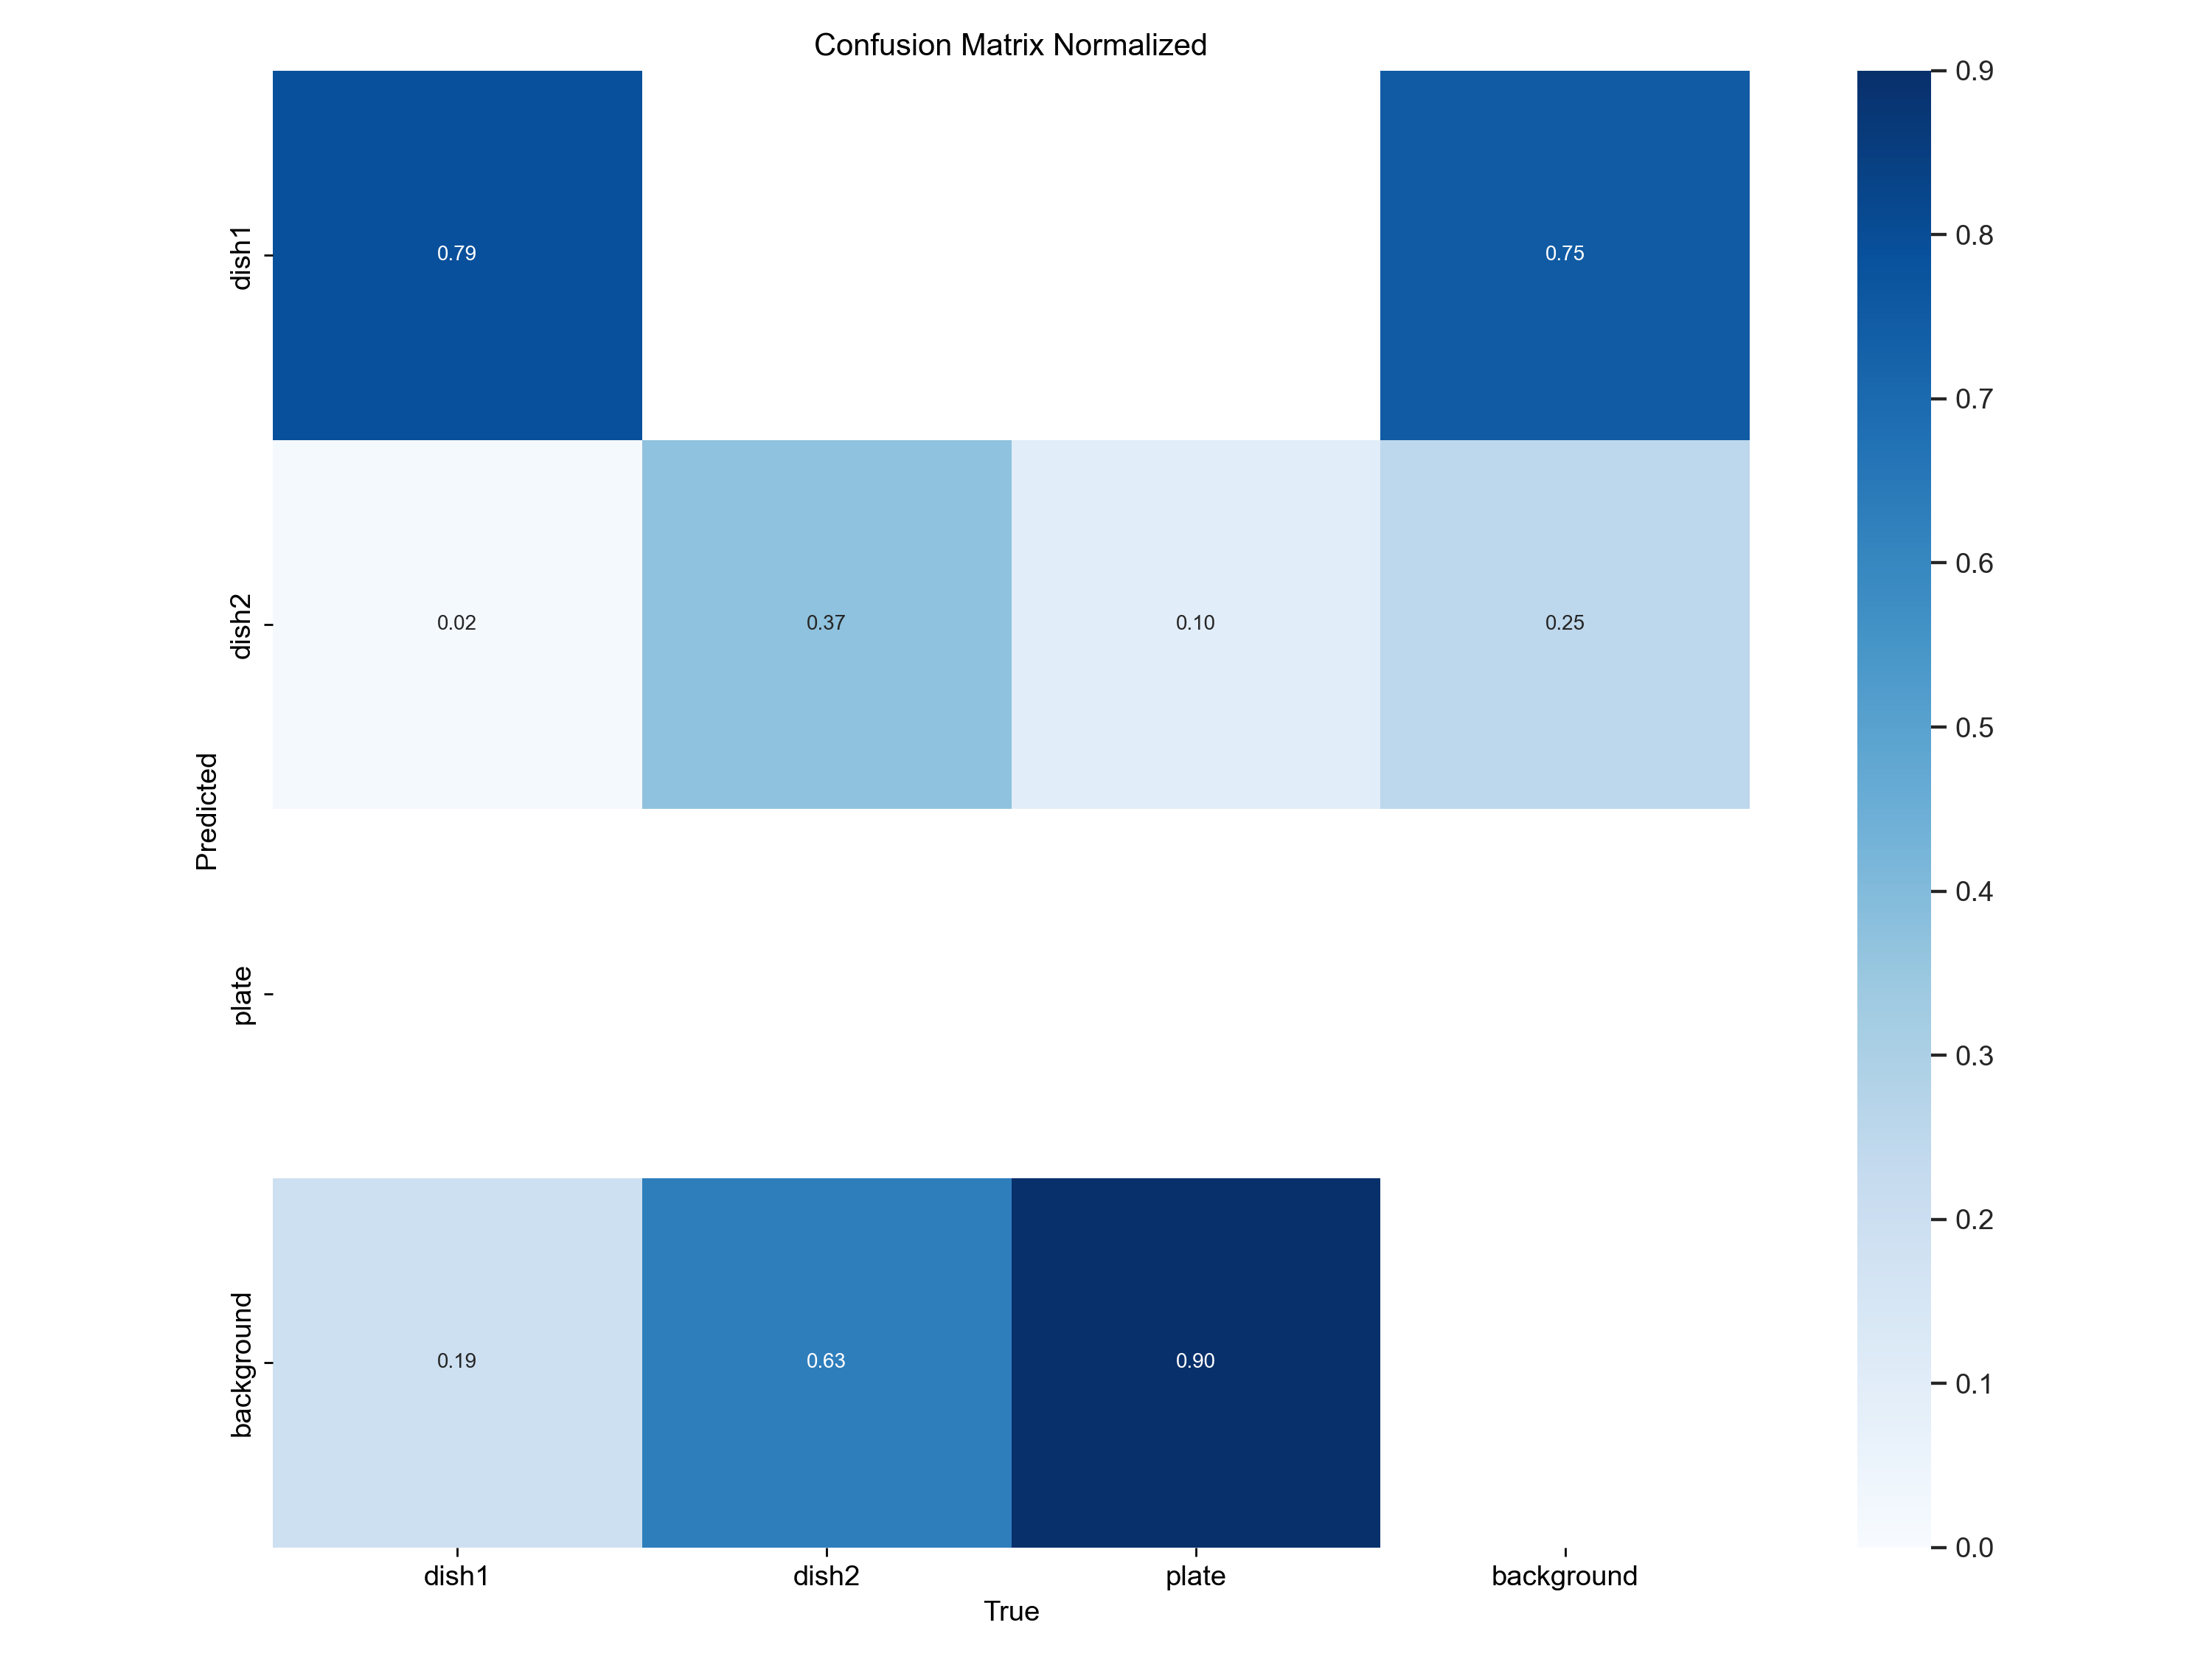 Confusion Matrix Normalized
dish1
0.79
0.75
dish2
0.02
0.37
0.10
0.25
plate
background
0.19
0.63
0.90
Predicted
dish1
dish2
plate
background
True
0.9
0.8
0.7
0.6
0.5
0.4
0.3
0.2
0.1
0.0